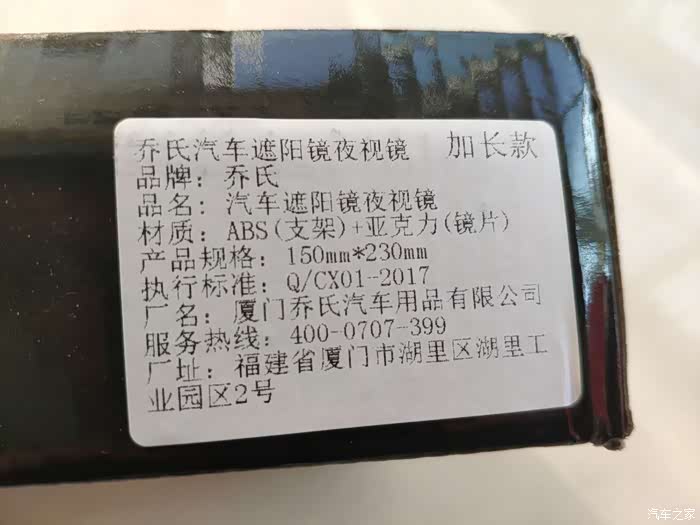 乔氏汽车遮阳镜夜视镜 加长款
品牌：乔氏
品名：汽车遮阳镜夜视镜
材质：ABS(支架)+亚克力(镜片)
产品规格：150mm*230mm
执行标准：Q/CX01-2017
厂名：厦门乔氏汽车用品有限公司
服务热线：400-0707-399
厂址：福建省厦门市湖里区湖里工
业园区2号
汽车之家